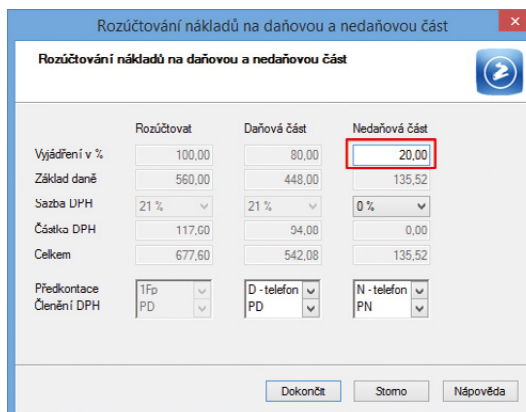 Rozúčtování nákladů na daňovou a nedaňovou část
Rozúčtování nákladů na daňovou a nedaňovou část
Rozúčtovat Daňová část Nedaňová část
Vyjádření v % 100,00 80,00 20,00
Základ daně 560,00 448,00 135,52
Sazba DPH 21 % 21 % 0 %
Částka DPH 117,60 94,08 0,00
Celkem 677,60 542,08 135,52
Předkontace 1Fp D - telefon N - telefon
Členění DPH PD PD PN
Dokončit Storno Nápověda